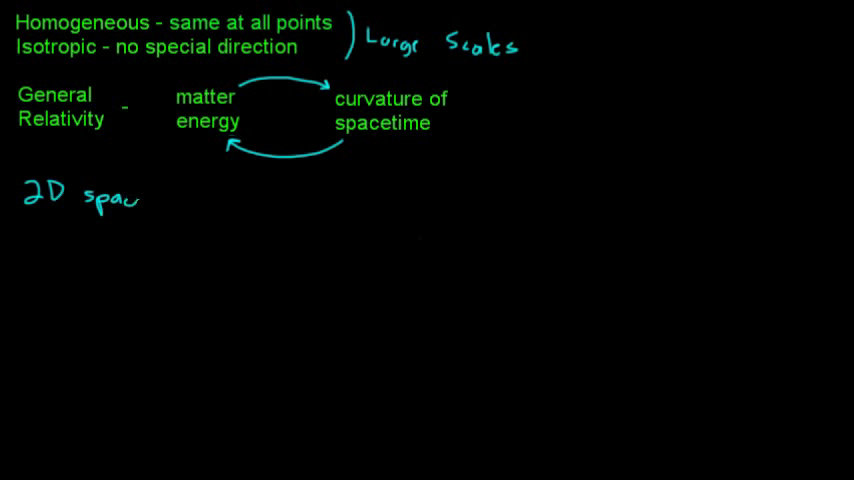 Homogeneous - same at all points
Isotropic - no special direction
Large Scales
General Relativity - matter energy curvature of spacetime
2D spac